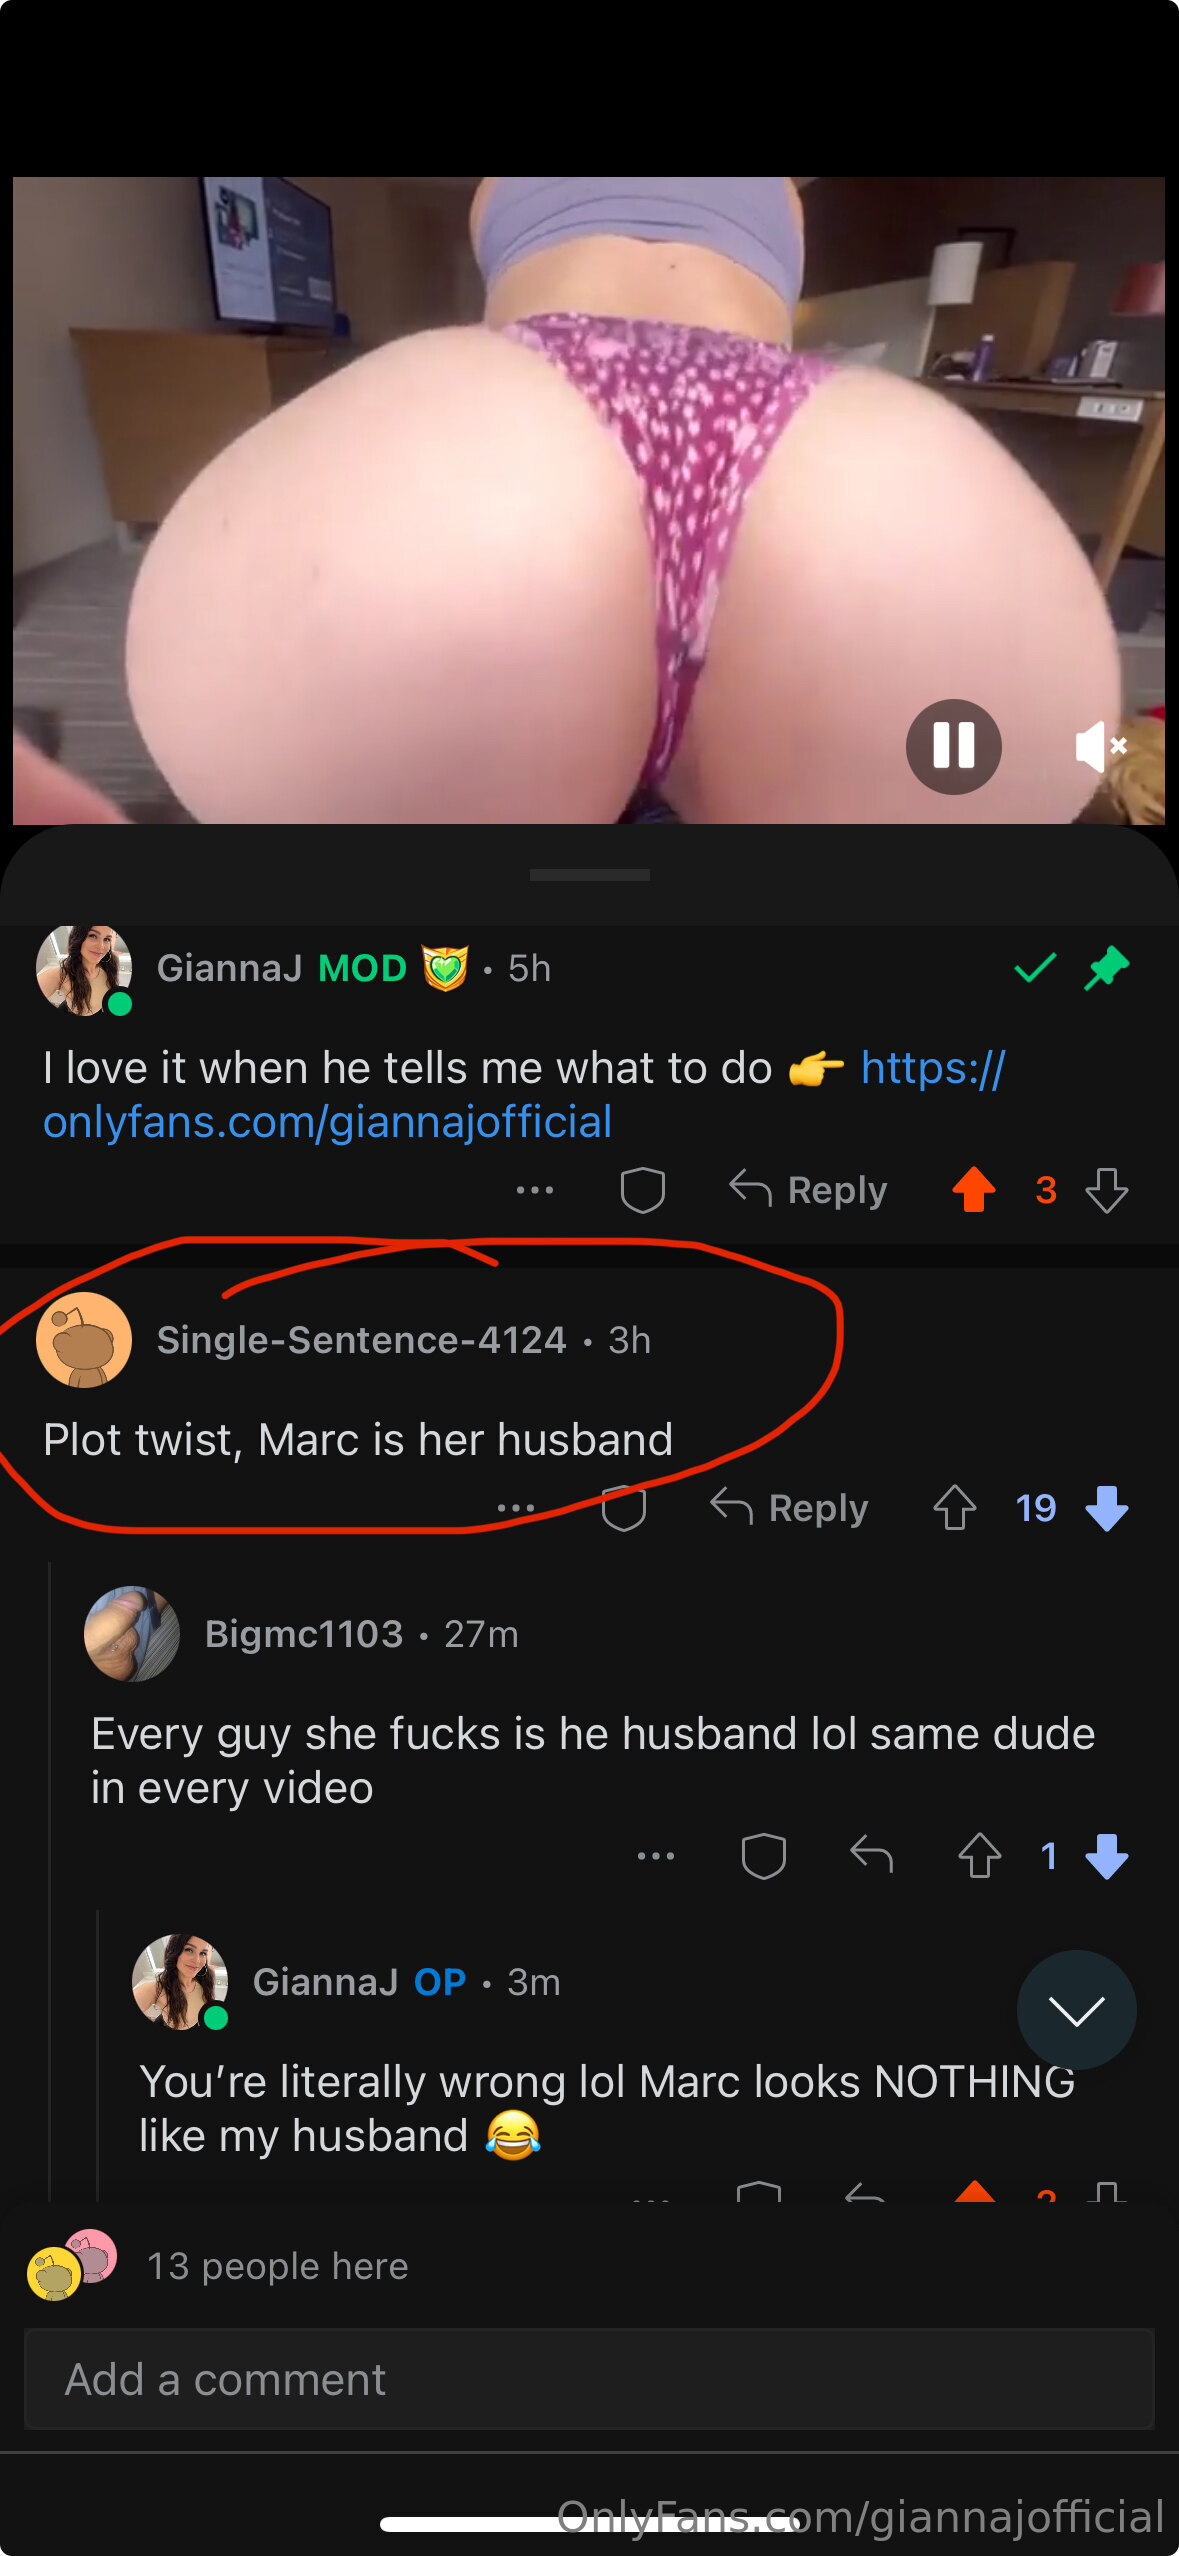 GiannaJ MOD • 5h
I love it when he tells me what to do 👉 https://
onlyfans.com/giannajofficial
Reply 3
Single-Sentence-4124 • 3h
Plot twist, Marc is her husband
Reply 19
Bigmc1103 • 27m
Every guy she fucks is he husband lol same dude
in every video
1
GiannaJ OP • 3m
You're literally wrong lol Marc looks NOTHING
like my husband 😂
13 people here
Add a comment
OnlyFans.com/giannajofficial